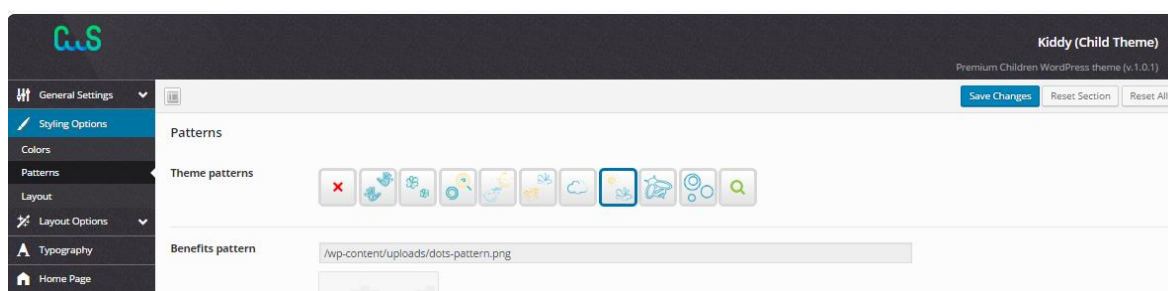 CWS
Kiddy (Child Theme)
Premium Children WordPress theme (v.1.0.1)
General Settings
Save Changes
Reset Section
Reset All
Styling Options
Patterns
Colors
Patterns
Theme patterns
Layout
Layout Options
Typography
Benefits pattern
/wp-content/uploads/dots-pattern.png
Home Page